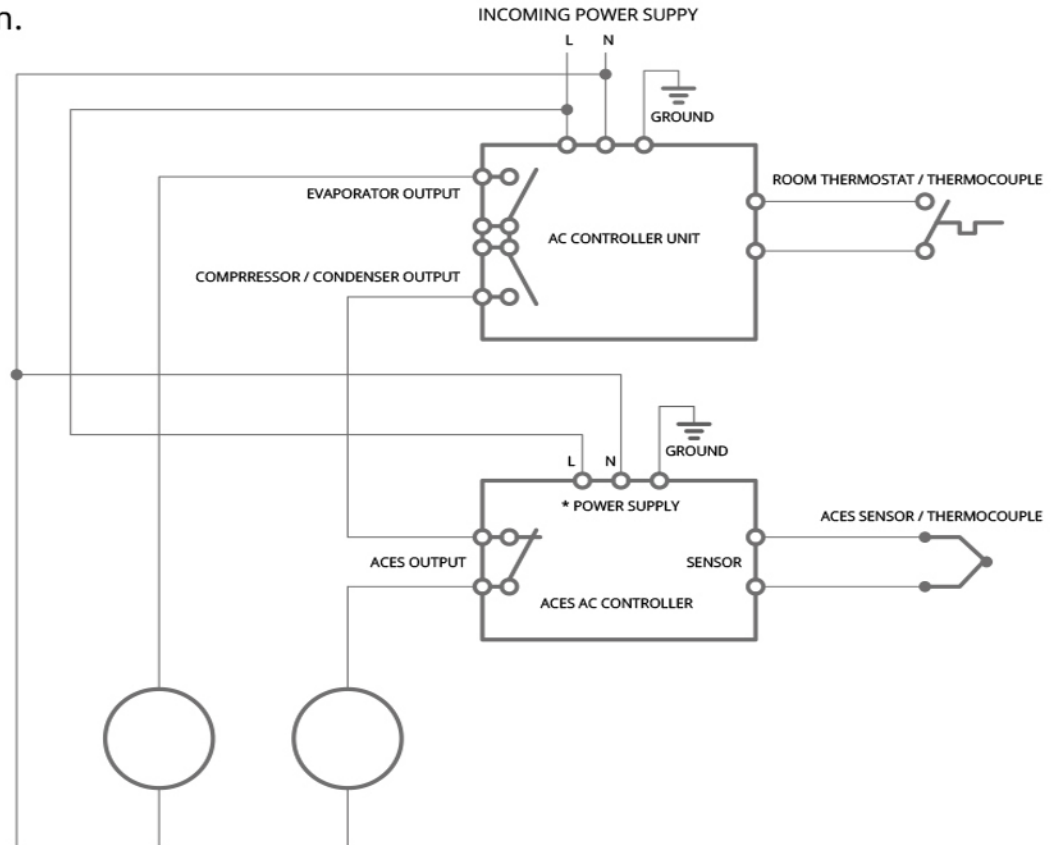 n.
INCOMING POWER SUPPY
L N
GROUND
ROOM THERMOSTAT / THERMOCOUPLE
EVAPORATOR OUTPUT
AC CONTROLLER UNIT
COMPRRESSOR / CONDENSER OUTPUT
GROUND
L N
* POWER SUPPLY
ACES SENSOR / THERMOCOUPLE
ACES OUTPUT
SENSOR
ACES AC CONTROLLER